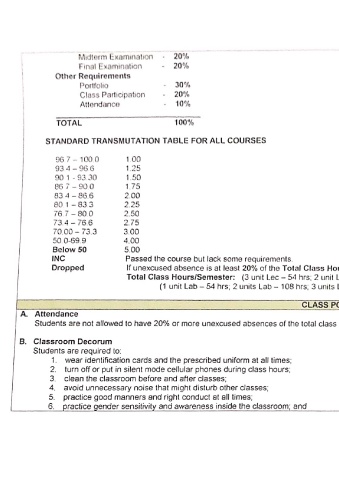 Midterm Examination - 20%
Final Examination - 20%
Other Requirements
Portfolio - 30%
Class Participation - 20%
Attendance - 10%
TOTAL 100%
STANDARD TRANSMUTATION TABLE FOR ALL COURSES
96.7 – 100.0 1.00
93.4 – 96.6 1.25
90.1 - 93.30 1.50
86.7 – 90.0 1.75
83.4 – 86.6 2.00
80.1 – 83.3 2.25
76.7 – 80.0 2.50
73.4 – 76.6 2.75
70.00 – 73.3 3.00
50.0-69.9 4.00
Below 50 5.00
INC Passed the course but lack some requirements.
Dropped If unexcused absence is at least 20% of the Total Class Hou
Total Class Hours/Semester: (3 unit Lec – 54 hrs; 2 unit L
(1 unit Lab – 54 hrs; 2 units Lab – 108 hrs; 3 units L
CLASS PO
A. Attendance
Students are not allowed to have 20% or more unexcused absences of the total class
B. Classroom Decorum
Students are required to:
1. wear identification cards and the prescribed uniform at all times;
2. turn off or put in silent mode cellular phones during class hours;
3. clean the classroom before and after classes;
4. avoid unnecessary noise that might disturb other classes;
5. practice good manners and right conduct at all times;
6. practice gender sensitivity and awareness inside the classroom; and